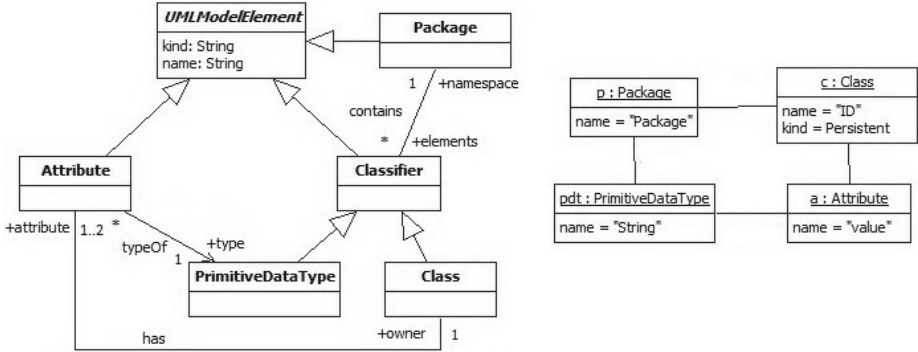 UMLModelElement
kind: String
name: String
Package
1
+namespace
contains
*
+elements
Attribute
Classifier
+attribute
1..2
*
typeOf
1
+type
PrimitiveDataType
Class
+owner
1
has
p : Package
name = "Package"
c : Class
name = "ID"
kind = Persistent
pdt : PrimitiveDataType
name = "String"
a : Attribute
name = "value"